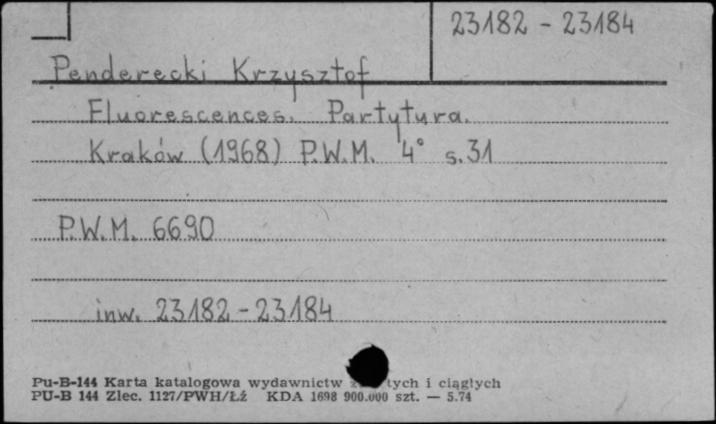 23182 - 23184
Penderecki Krzysztof
Fluorescences. Partytura.
Kraków (1968) P.W.M. 4° s. 31
P.W.M. 6690
inw. 23182 - 23184
Pu-B-144 Karta katalogowa wydawnictw i ciągłych
PU-B 144 Zlec. 1127/PWH/Łż KDA 1698 900.000 szt. — 5.74